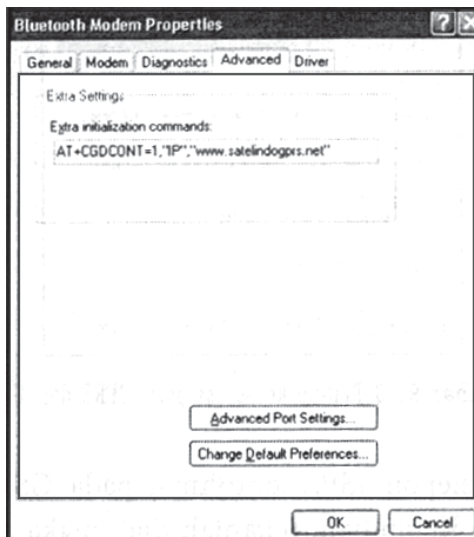 Bluetooth Modem Properties
General Modem Diagnostics Advanced Driver
Extra Settings
Extra initialization commands:
AT+CGDCONT=1,"IP","www.satelindogprs.net"
Advanced Port Settings...
Change Default Preferences...
OK Cancel